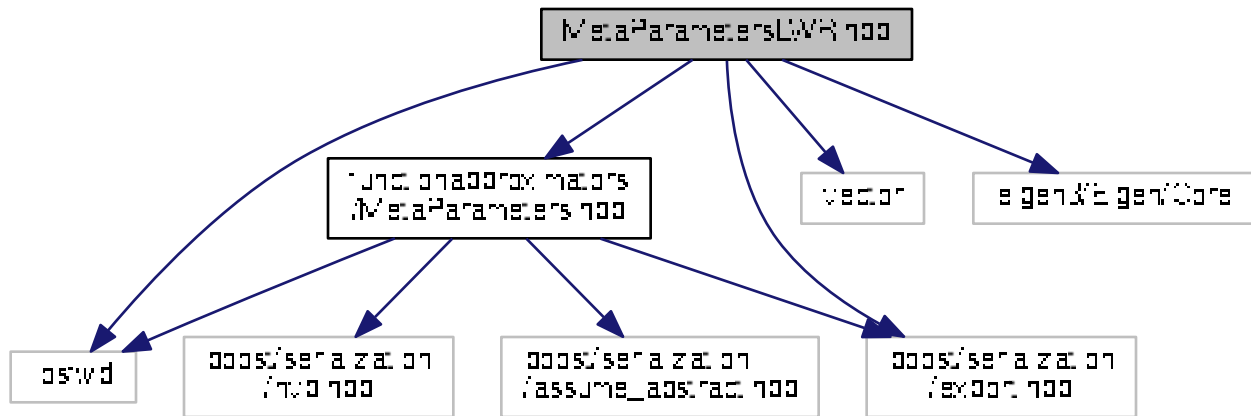 MetaParametersLWR.hpp
functionapproximators
/MetaParameters.hpp
vector
eigen3/Eigen/Core
iosfwd
boost/serialization
/nvp.hpp
boost/serialization
/assume_abstract.hpp
boost/serialization
/export.hpp